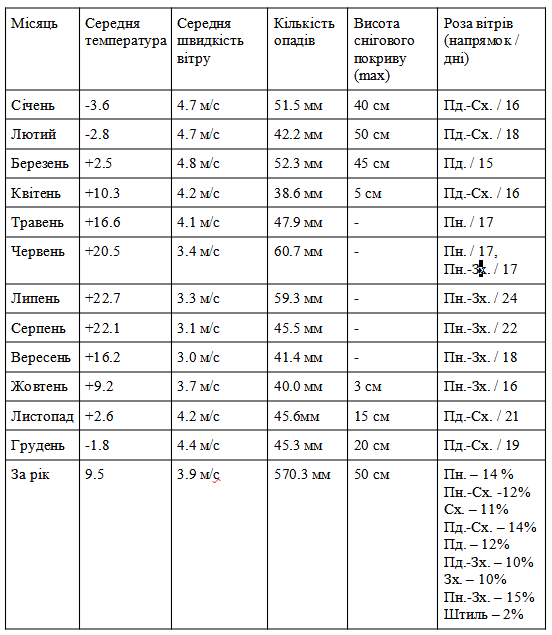 Місяць Середня температура Середня швидкість вітру Кількість опадів Висота снігового покриву (max) Роза вітрів (напрямок / дні)
Січень -3.6 4.7 м/с 51.5 мм 40 см Пд.-Сх. / 16
Лютий -2.8 4.7 м/с 42.2 мм 50 см Пд.-Сх. / 18
Березень +2.5 4.8 м/с 52.3 мм 45 см Пд. / 15
Квітень +10.3 4.2 м/с 38.6 мм 5 см Пд.-Сх. / 16
Травень +16.6 4.1 м/с 47.9 мм - Пн. / 17
Червень +20.5 3.4 м/с 60.7 мм - Пн. / 17,
Пн.-Зх. / 17
Липень +22.7 3.3 м/с 59.3 мм - Пн.-Зх. / 24
Серпень +22.1 3.1 м/с 45.5 мм - Пн.-Зх. / 22
Вересень +16.2 3.0 м/с 41.4 мм - Пн.-Зх. / 18
Жовтень +9.2 3.7 м/с 40.0 мм 3 см Пн.-Зх. / 16
Листопад +2.6 4.2 м/с 45.6мм 15 см Пд.-Сх. / 21
Грудень -1.8 4.4 м/с 45.3 мм 20 см Пд.-Сх. / 19
За рік 9.5 3.9 м/с 570.3 мм 50 см Пн. – 14 %
Пн.-Сх. -12%
Сх. – 11%
Пд.-Сх. – 14%
Пд. – 12%
Пд.-Зх. – 10%
Зх. – 10%
Пн.-Зх. – 15%
Штиль – 2%